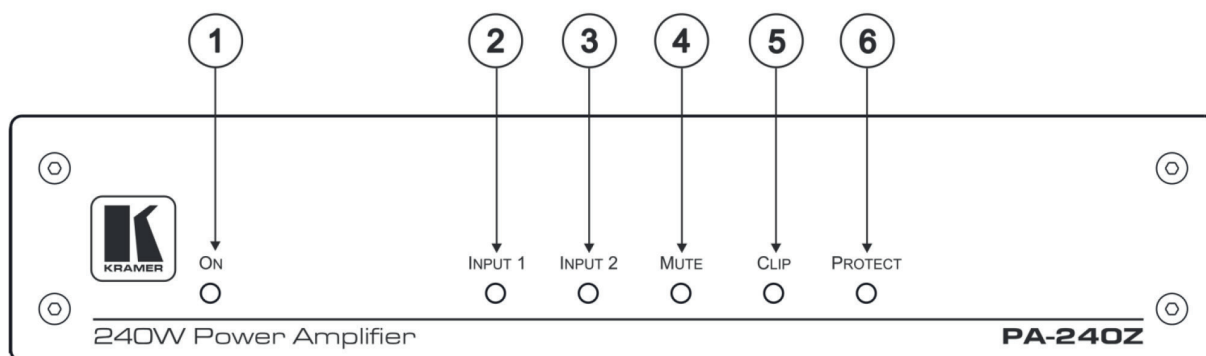 1 2 3 4 5 6
KRAMER
ON INPUT 1 INPUT 2 MUTE CLIP PROTECT
240W Power Amplifier PA-240Z